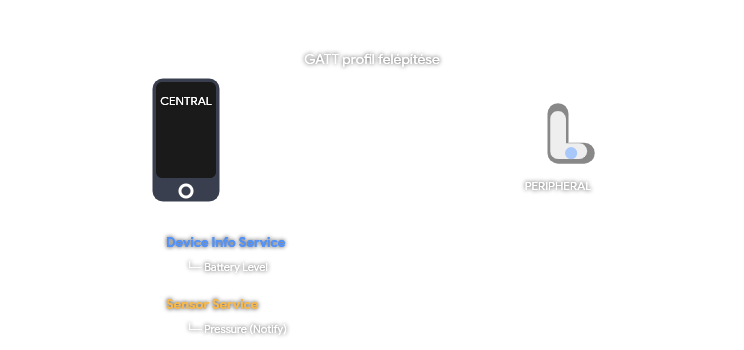 GATT profil felépítése
CENTRAL
PERIPHERAL
Device Info Service
Battery Level
Sensor Service
Pressure (Notify)